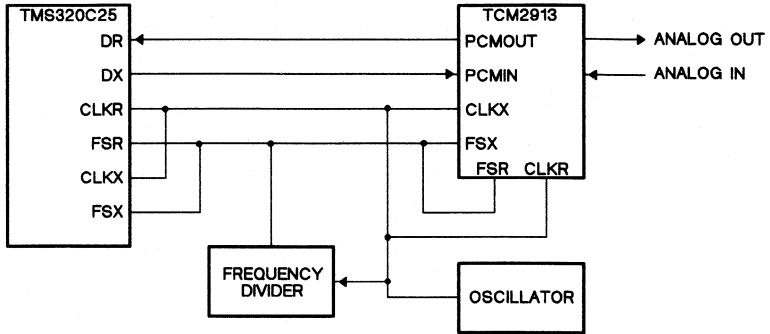 TMS320C25
TCM2913
DR
PCMOUT
ANALOG OUT
DX
PCMIN
ANALOG IN
CLKR
CLKX
FSR
FSX
CLKX
FSR CLKR
FSX
FREQUENCY
DIVIDER
OSCILLATOR